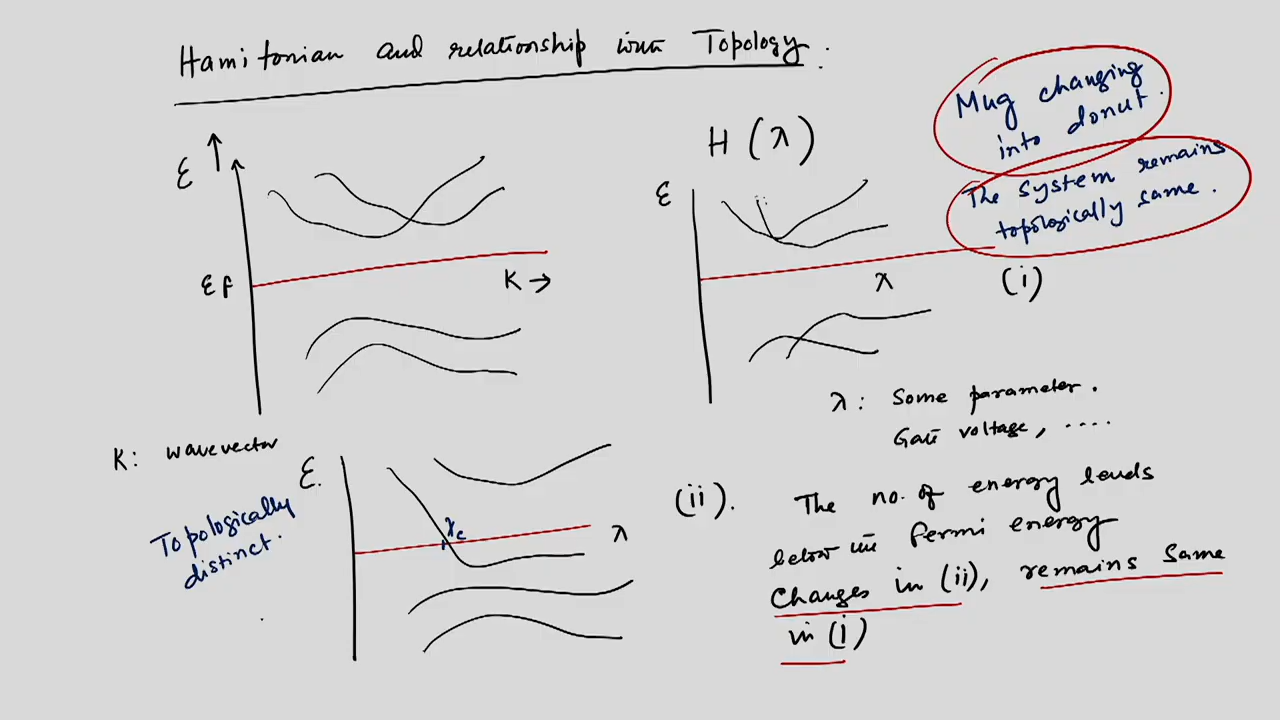 Hamitonian and relationship with Topology.
Mug changing
into donut.
The system remains
topologically same.
ε ↑
εf
K →
H (λ)
ε
λ
(i)
λ: Some parameter.
Gate voltage, ....
K: wavevector
Topologically
distinct.
ε.
λc
λ
(ii). The no. of energy levels
below the Fermi energy
Changes in (ii), remains same
in (i)